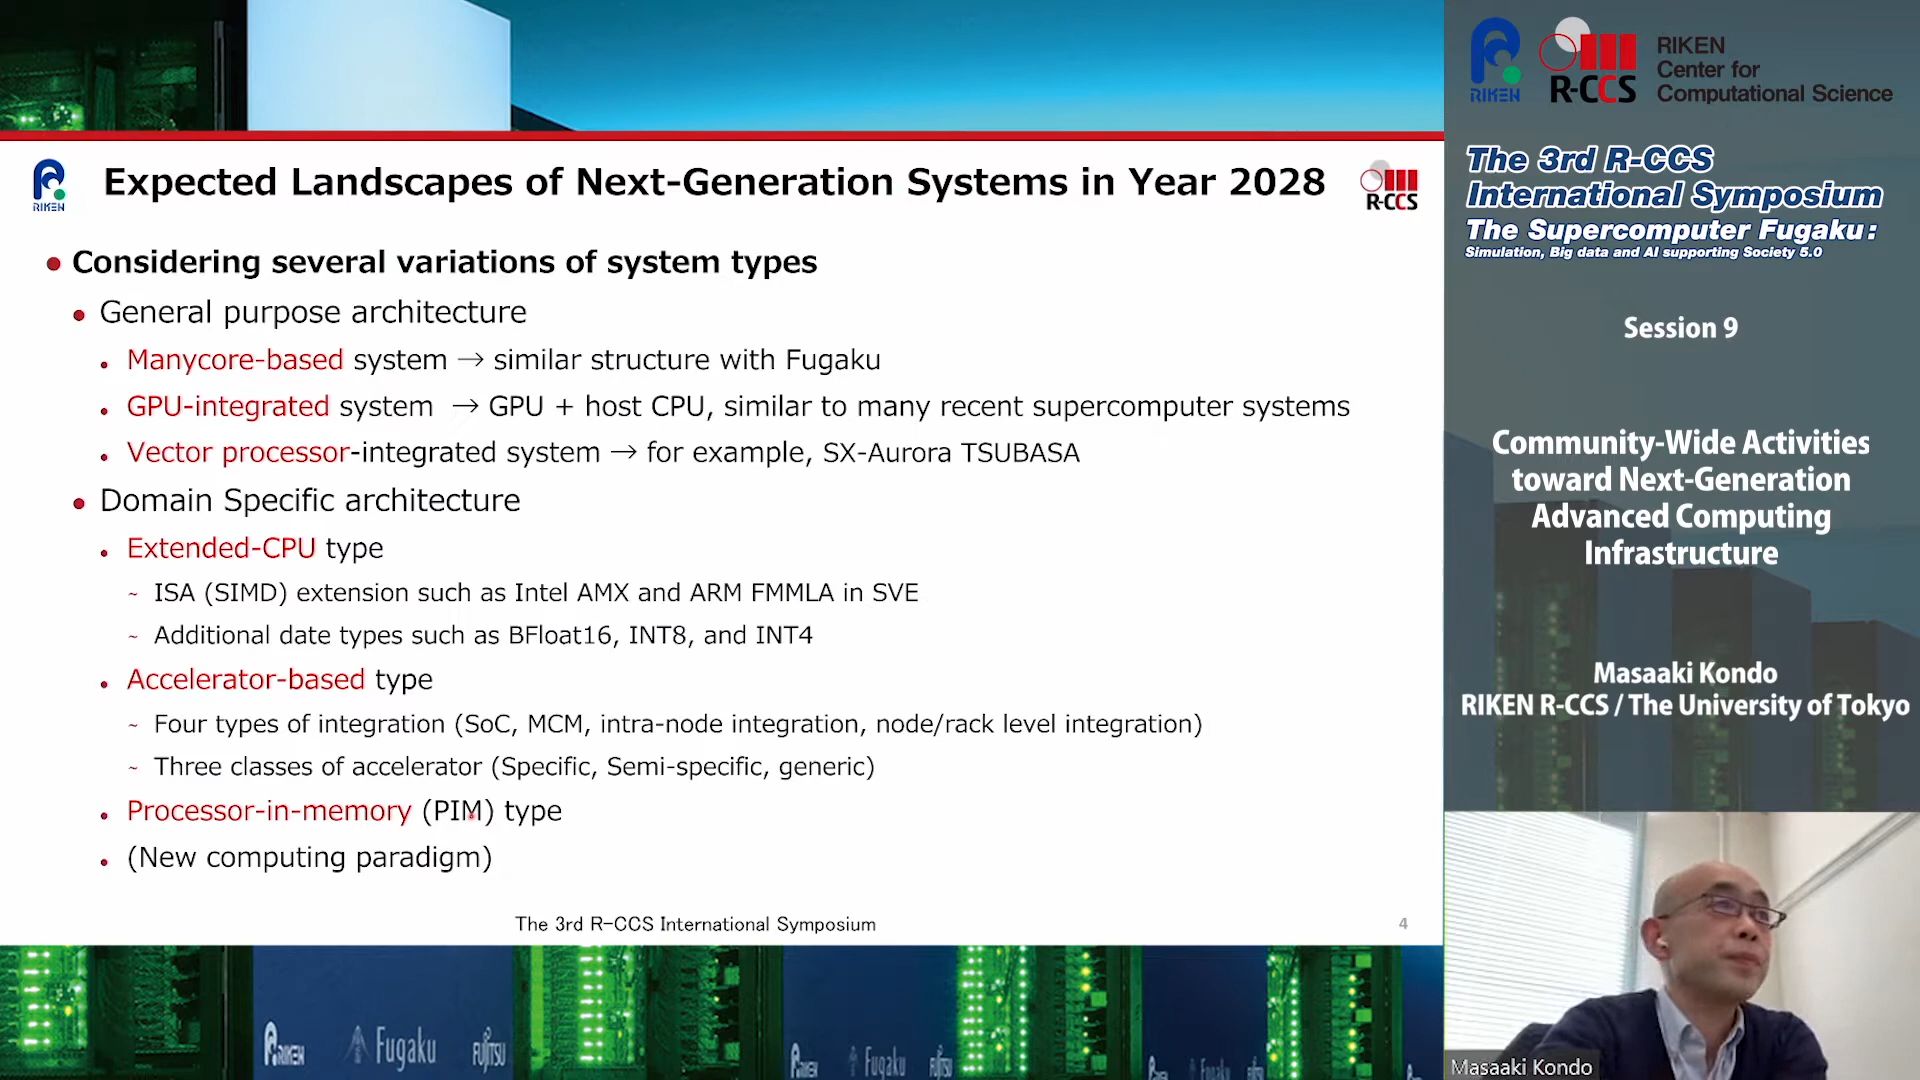 RIKEN
Expected Landscapes of Next-Generation Systems in Year 2028
R-CCS
● Considering several variations of system types
● General purpose architecture
• Manycore-based system → similar structure with Fugaku
• GPU-integrated system → GPU + host CPU, similar to many recent supercomputer systems
• Vector processor-integrated system → for example, SX-Aurora TSUBASA
● Domain Specific architecture
• Extended-CPU type
~ ISA (SIMD) extension such as Intel AMX and ARM FMMLA in SVE
~ Additional date types such as BFloat16, INT8, and INT4
• Accelerator-based type
~ Four types of integration (SoC, MCM, intra-node integration, node/rack level integration)
~ Three classes of accelerator (Specific, Semi-specific, generic)
• Processor-in-memory (PIM) type
• (New computing paradigm)
The 3rd R-CCS International Symposium
4
RIKEN Fugaku FUJITSU
RIKEN Fugaku FUJITSU
RIKEN
R-CCS
RIKEN
Center for
Computational Science
The 3rd R-CCS
International Symposium
The Supercomputer Fugaku:
Simulation, Big data and AI supporting Society 5.0
Session 9
Community-Wide Activities
toward Next-Generation
Advanced Computing
Infrastructure
Masaaki Kondo
RIKEN R-CCS / The University of Tokyo
Masaaki Kondo